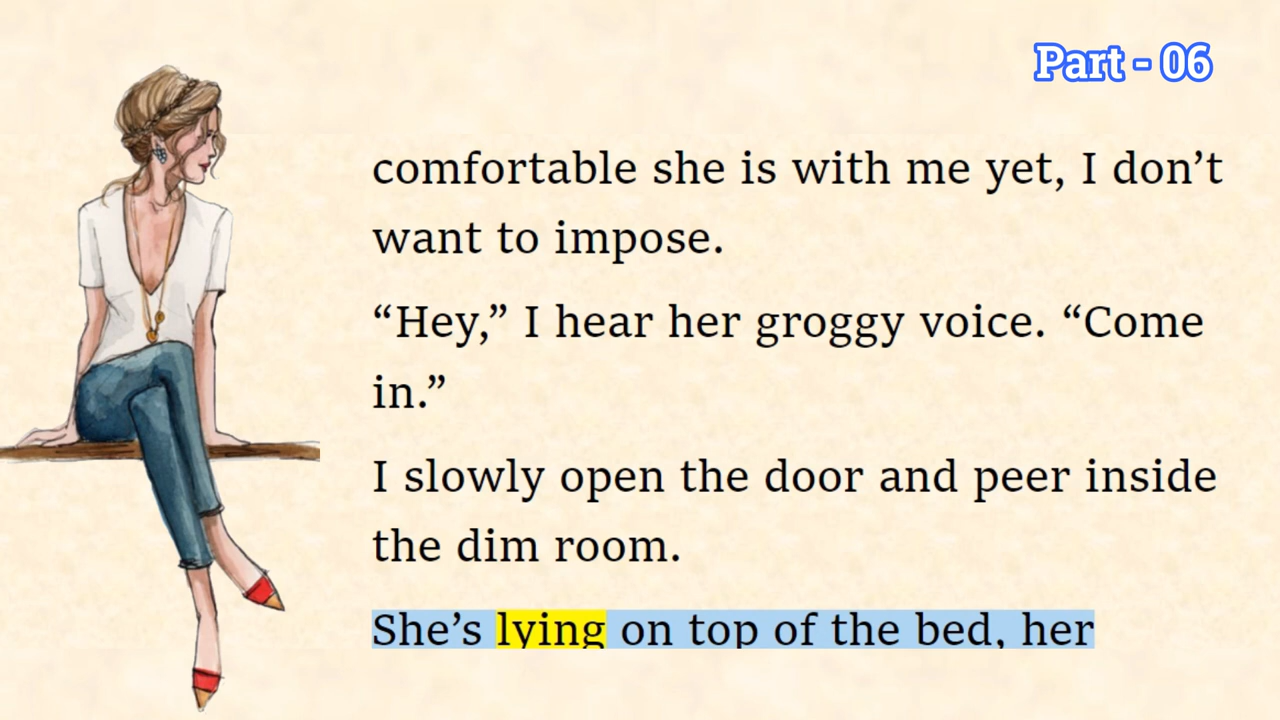 Part - 06
comfortable she is with me yet, I don’t
want to impose.
“Hey,” I hear her groggy voice. “Come
in.”
I slowly open the door and peer inside
the dim room.
She’s lying on top of the bed, her